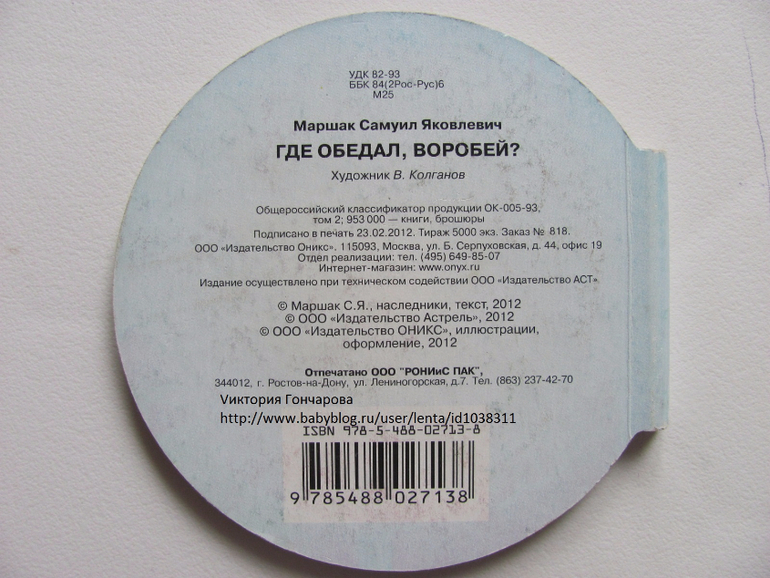 УДК 82-93
ББК 84(2Рос-Рус)6
М25
Маршак Самуил Яковлевич
ГДЕ ОБЕДАЛ, ВОРОБЕЙ?
Художник В. Колганов
Общероссийский классификатор продукции ОК-005-93,
том 2; 953 000 — книги, брошюры
Подписано в печать 23.02.2012. Тираж 5000 экз. Заказ № 818.
ООО «Издательство Оникс». 115093, Москва, ул. Б. Серпуховская, д. 44, офис 19
Отдел реализации: тел. (495) 649-85-07
Интернет-магазин: www.onyx.ru
Издание осуществлено при техническом содействии ООО «Издательство АСТ»
© Маршак С.Я., наследники, текст, 2012
© ООО «Издательство Астрель», 2012
© ООО «Издательство ОНИКС», иллюстрации,
оформление, 2012
Отпечатано ООО "РОНИиС ПАК",
344012, г. Ростов-на-Дону, ул. Лениногорская, д.7. Тел. (863) 237-42-70
Виктория Гончарова
http://www.babyblog.ru/user/lenta/id1038311
ISBN 978-5-488-02713-8
9 785488 027138